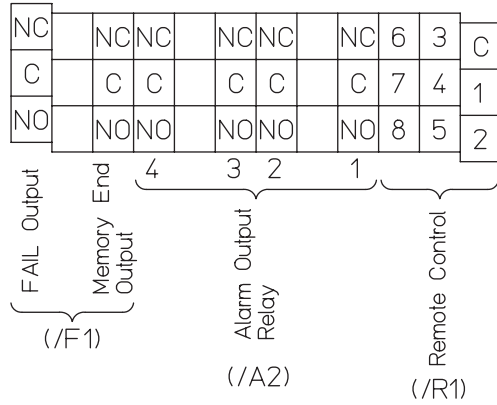 NC NC NC NC NC NC 6 3 C
C C C C C C 7 4 1
NO NO NO NO NO NO 8 5 2
4 3 2 1
FAIL Output
Memory End
Output
Alarm Output
Relay
Remote Control
(/F1)
(/A2)
(/R1)